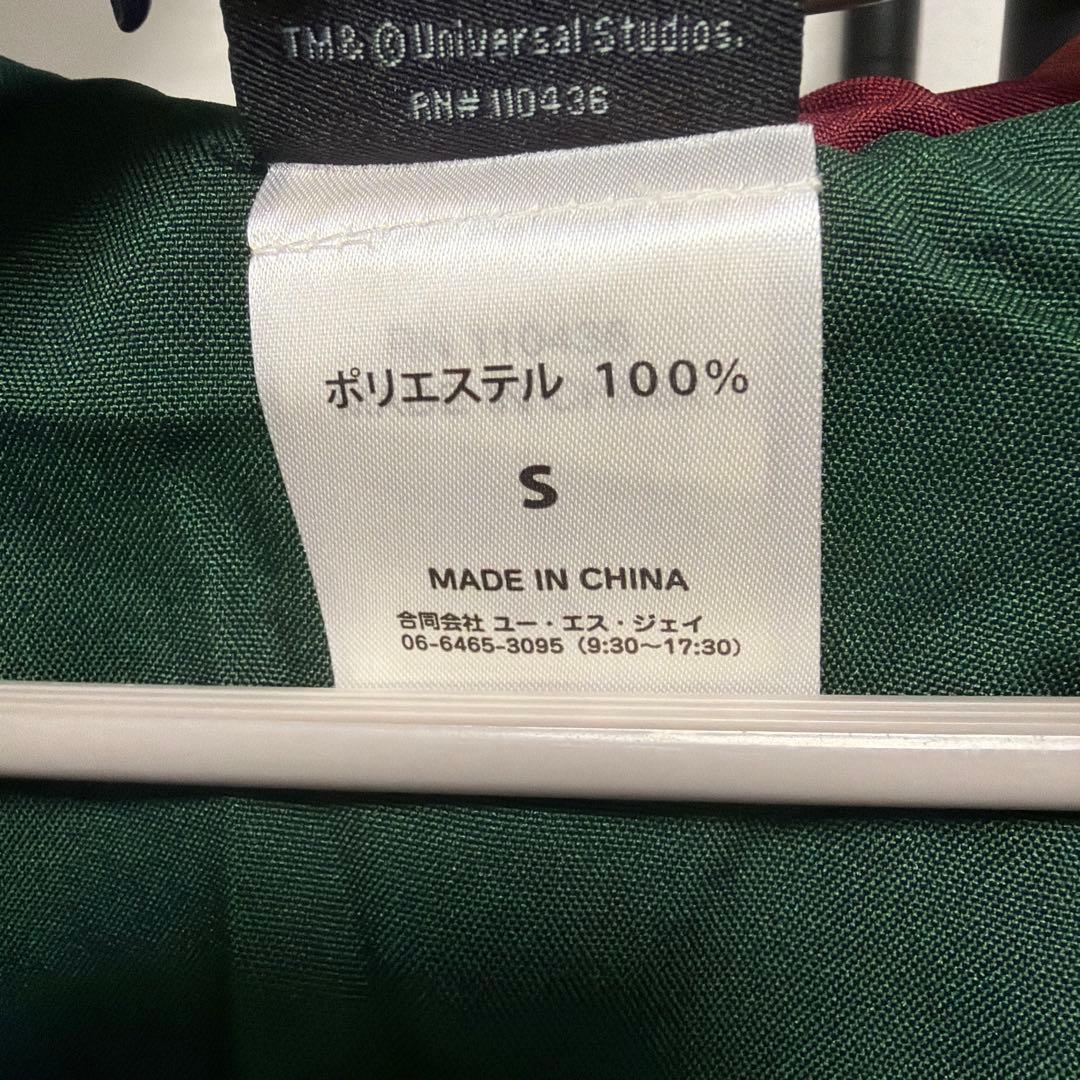 TM& © Universal Studios.
RN# 110436
ポリエステル 100%
S
MADE IN CHINA
合同会社 ユー・エス・ジェイ
06-6465-3095（9:30～17:30）